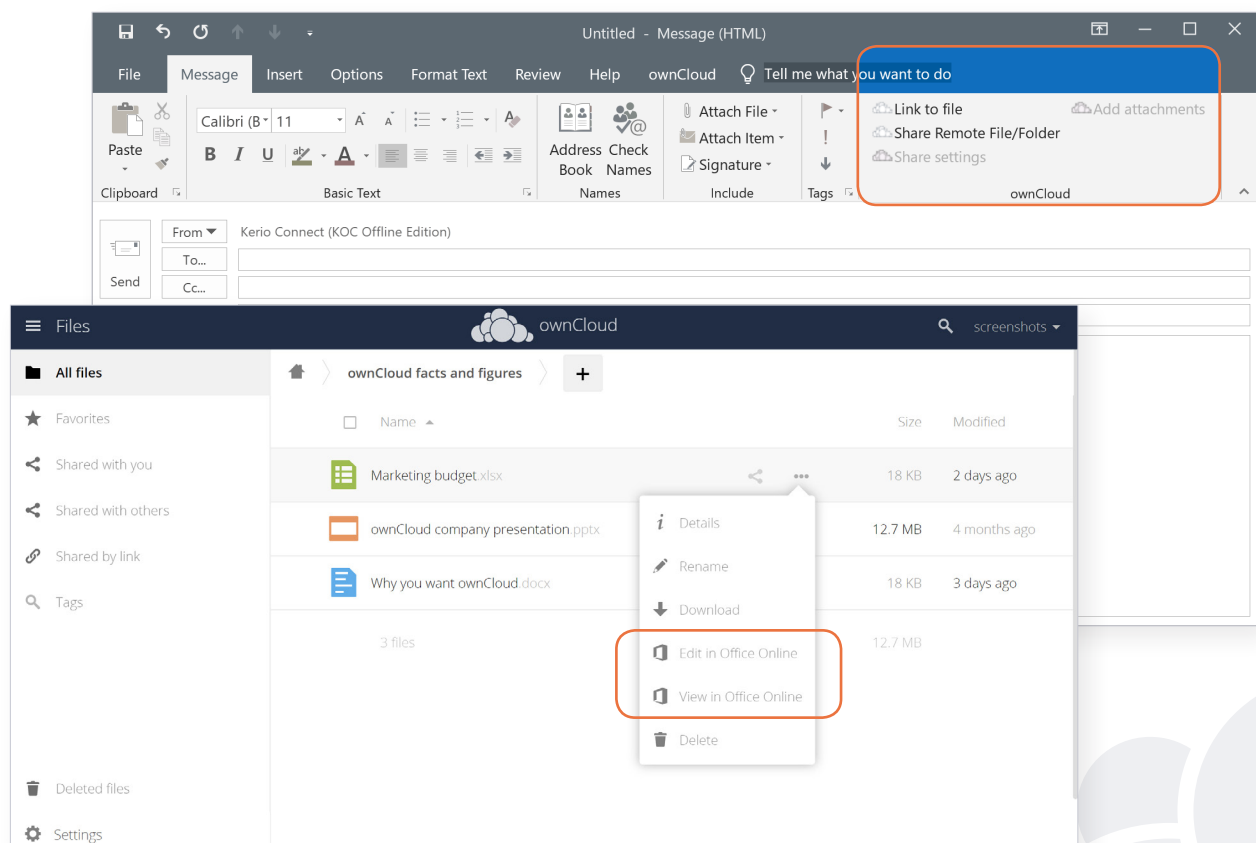 Untitled - Message (HTML)
File Message Insert Options Format Text Review Help ownCloud Tell me what you want to do
Calibri (B 11 A A
Paste
B I U ab A
Clipboard
Basic Text
Address Book
Check Names
Names
Attach File
Attach Item
Signature
Include
!
Tags
Link to file
Share Remote File/Folder
Share settings
Add attachments
ownCloud
Send
From Kerio Connect (KOC Offline Edition)
To...
Cc...
Files
ownCloud
screenshots
All files
Favorites
Shared with you
Shared with others
Shared by link
Tags
Deleted files
Settings
ownCloud facts and figures +
Name Size Modified
Marketing budget.xlsx ••• 18 KB 2 days ago
ownCloud company presentation.pptx 12.7 MB 4 months ago
Why you want ownCloud.docx 18 KB 3 days ago
3 files 12.7 MB
i Details
Rename
Download
Edit in Office Online
View in Office Online
Delete